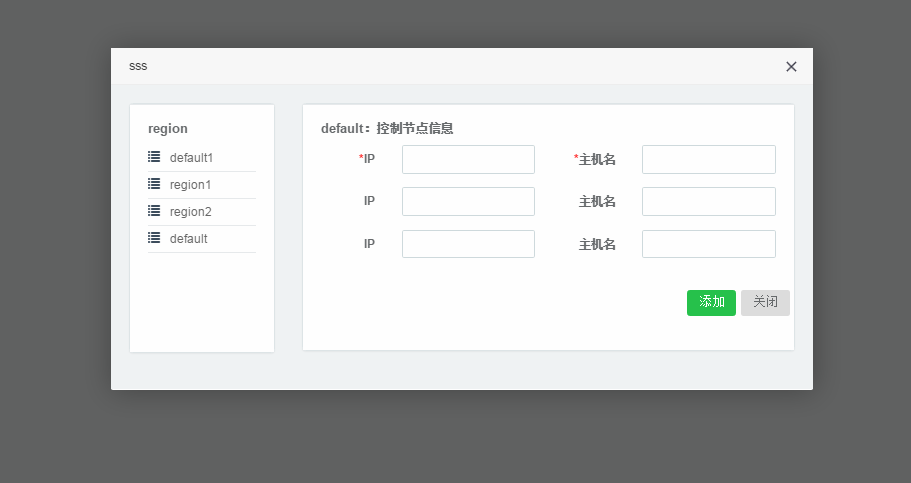 sss
region
default1
region1
region2
default
default：控制节点信息
*IP *主机名
IP 主机名
IP 主机名
添加 关闭